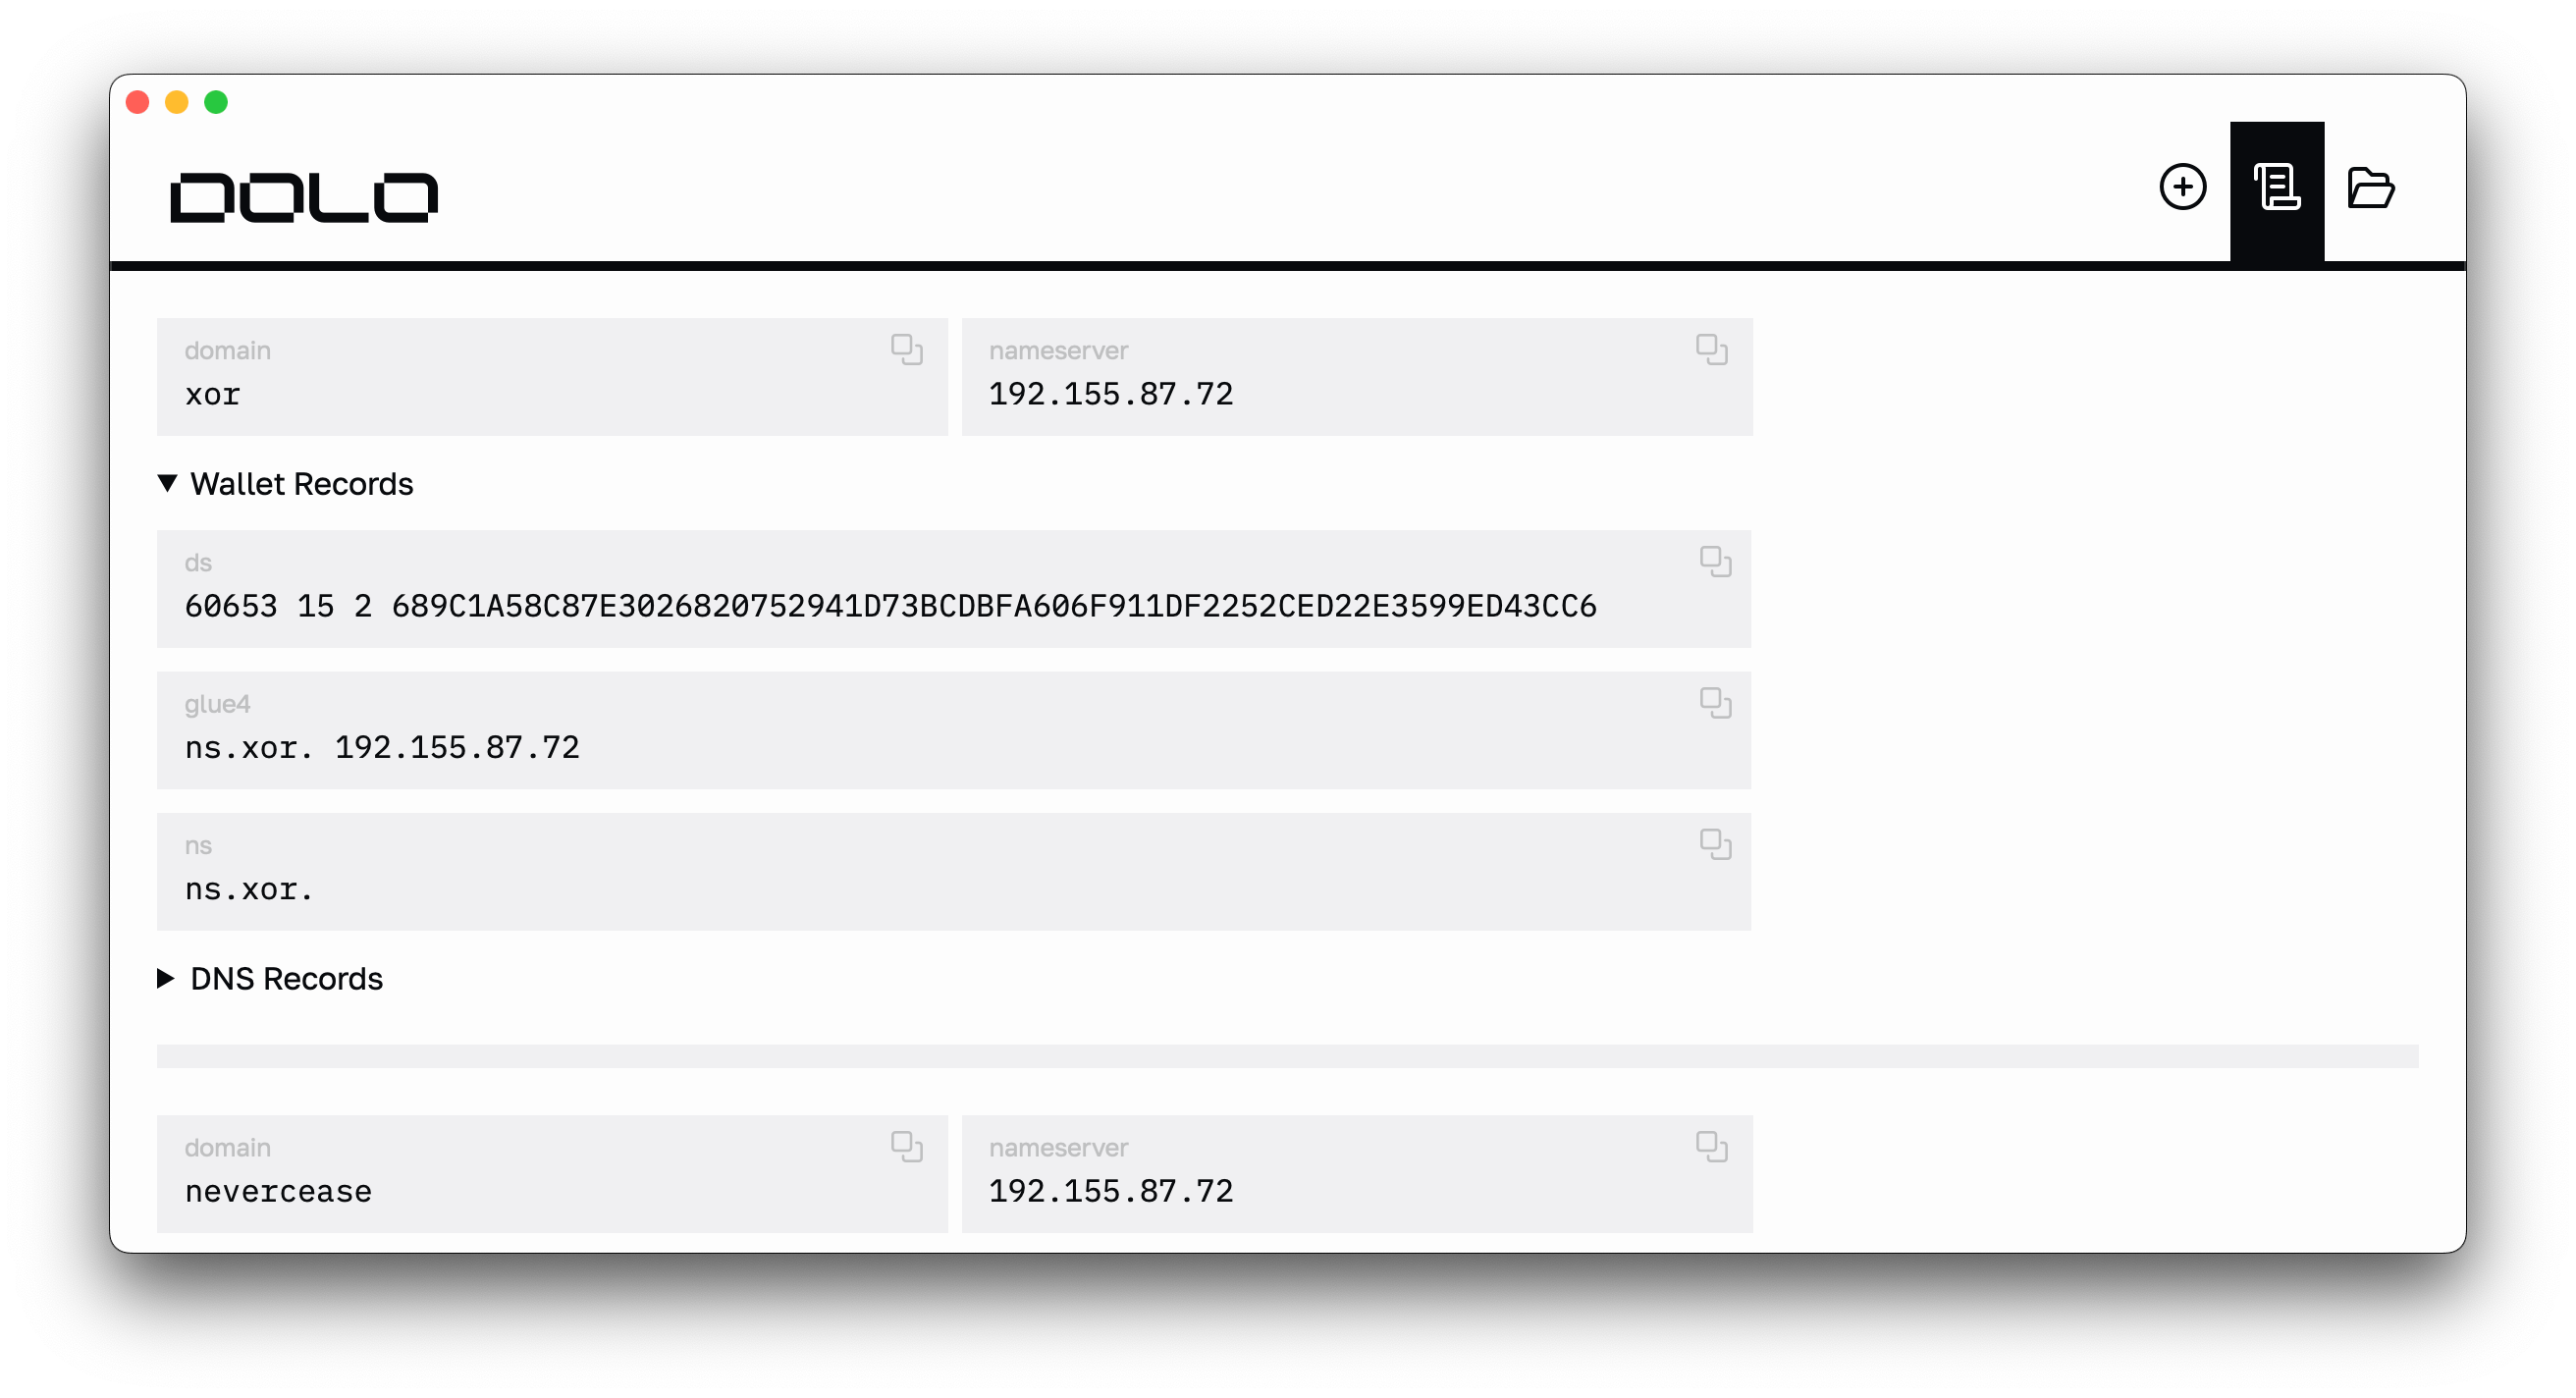 DOLO
domain
xor
nameserver
192.155.87.72
Wallet Records
ds
60653 15 2 689C1A58C87E3026820752941D73BCDBFA606F911DF2252CED22E3599ED43CC6
glue4
ns.xor. 192.155.87.72
ns
ns.xor.
DNS Records
domain
nevercease
nameserver
192.155.87.72